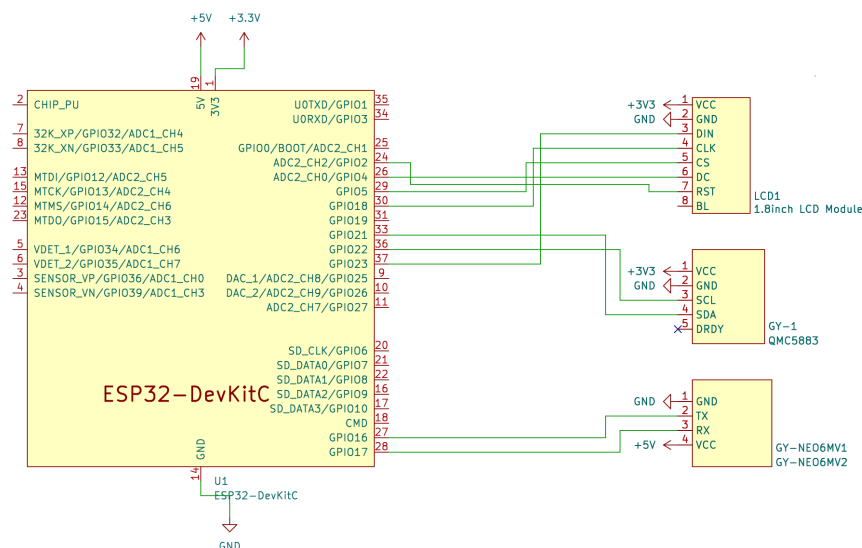 +5V
+3.3V
19
1
5V
3V3
2 CHIP_PU
7 32K_XP/GPIO32/ADC1_CH4
8 32K_XN/GPIO33/ADC1_CH5
13 MTDI/GPIO12/ADC2_CH5
15 MTCK/GPIO13/ADC2_CH4
12 MTMS/GPIO14/ADC2_CH6
23 MTDO/GPIO15/ADC2_CH3
5 VDET_1/GPIO34/ADC1_CH6
6 VDET_2/GPIO35/ADC1_CH7
3 SENSOR_VP/GPIO36/ADC1_CH0
4 SENSOR_VN/GPIO39/ADC1_CH3
U0TXD/GPIO1 35
U0RXD/GPIO3 34
GPIO0/BOOT/ADC2_CH1 25
ADC2_CH2/GPIO2 24
ADC2_CH0/GPIO4 26
GPIO5 29
GPIO18 30
GPIO19 31
GPIO21 33
GPIO22 36
GPIO23 37
DAC_1/ADC2_CH8/GPIO25 9
DAC_2/ADC2_CH9/GPIO26 10
ADC2_CH7/GPIO27 11
SD_CLK/GPIO6 20
SD_DATA0/GPIO7 21
SD_DATA1/GPIO8 22
SD_DATA2/GPIO9 16
SD_DATA3/GPIO10 17
CMD 18
GPIO16 27
GPIO17 28
ESP32-DevKitC
GND
14
U1
ESP32-DevKitC
GND
+3V3 1 VCC
GND 2 GND
3 DIN
4 CLK
5 CS
6 DC
7 RST
8 BL
LCD1
1.8inch LCD Module
+3V3 1 VCC
GND 2 GND
3 SCL
4 SDA
5 DRDY
GY-1
QMC5883
GND 1 GND
2 TX
3 RX
+5V 4 VCC
GY-NEO6MV1
GY-NEO6MV2